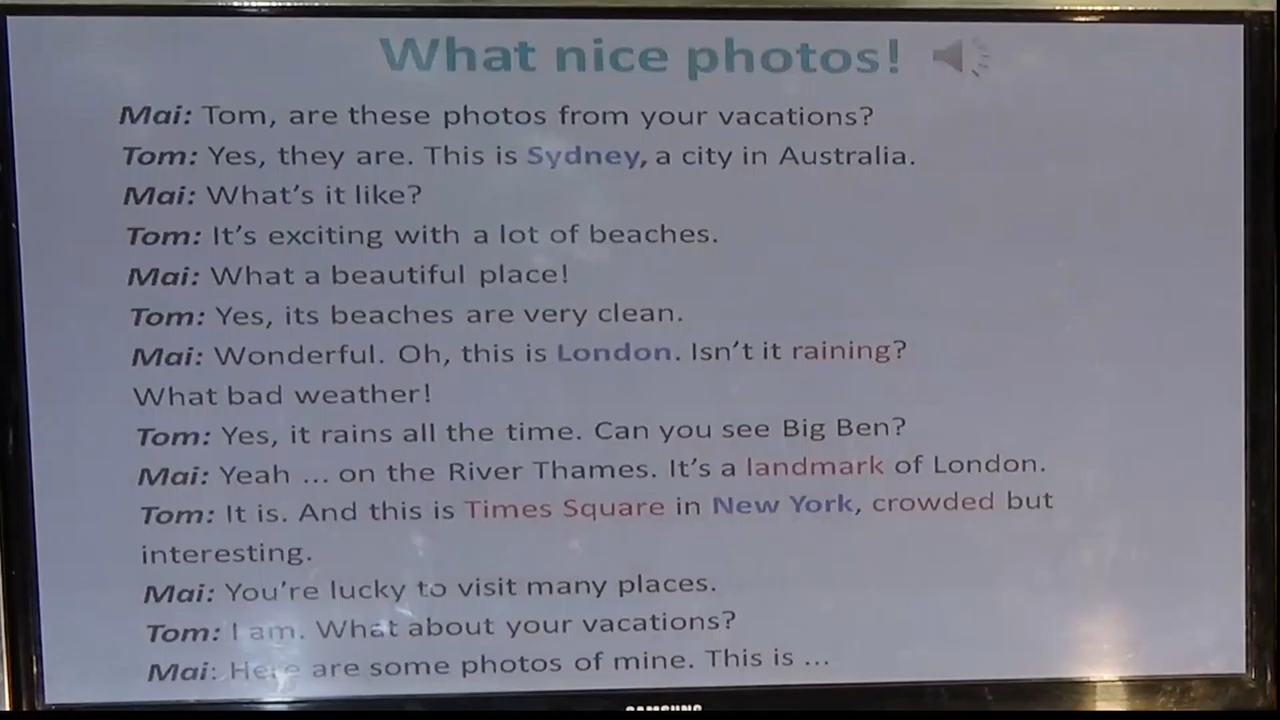 What nice photos!
Mai: Tom, are these photos from your vacations?
Tom: Yes, they are. This is Sydney, a city in Australia.
Mai: What's it like?
Tom: It's exciting with a lot of beaches.
Mai: What a beautiful place!
Tom: Yes, its beaches are very clean.
Mai: Wonderful. Oh, this is London. Isn't it raining?
What bad weather!
Tom: Yes, it rains all the time. Can you see Big Ben?
Mai: Yeah ... on the River Thames. It's a landmark of London.
Tom: It is. And this is Times Square in New York, crowded but
interesting.
Mai: You're lucky to visit many places.
Tom: I am. What about your vacations?
Mai: Here are some photos of mine. This is ...
SAMSUNG